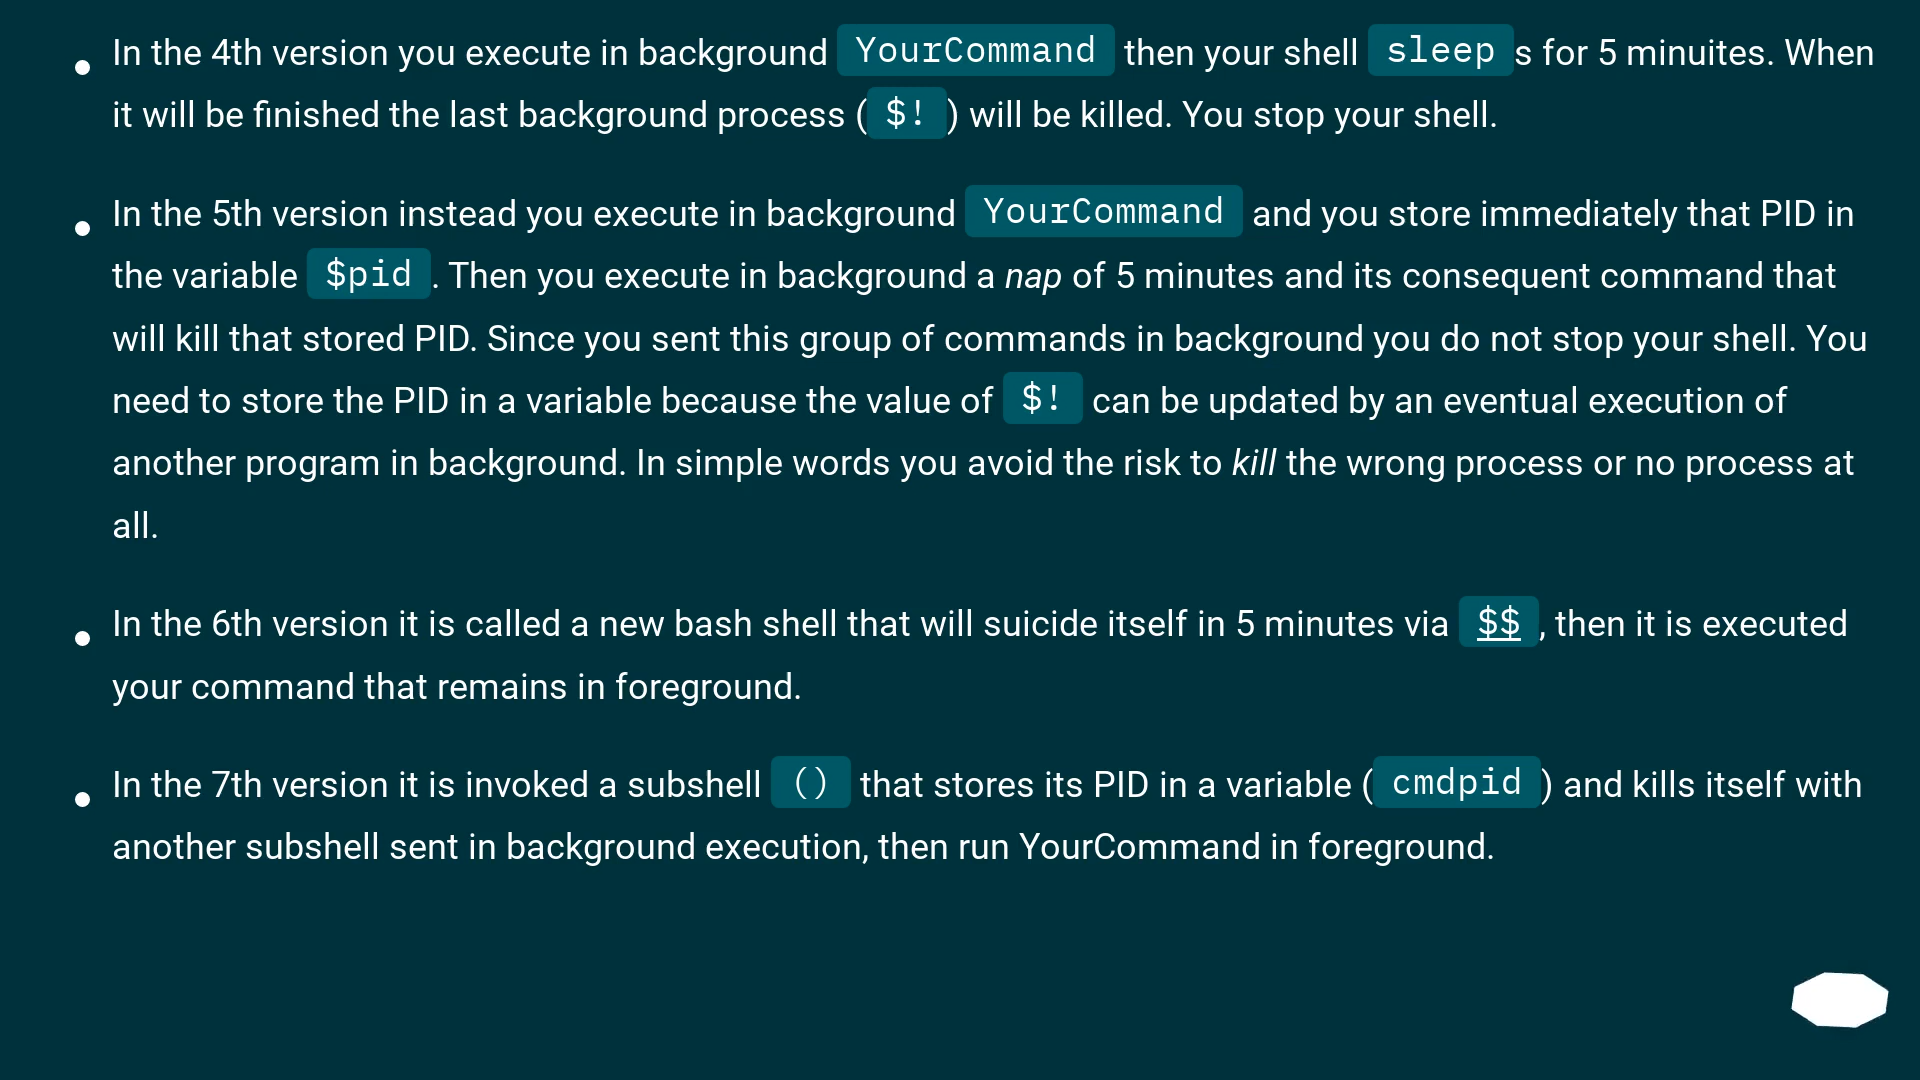 In the 4th version you execute in background YourCommand then your shell sleeps for 5 minuites. When
it will be finished the last background process ($!) will be killed. You stop your shell.
In the 5th version instead you execute in background YourCommand and you store immediately that PID in
the variable $pid. Then you execute in background a nap of 5 minutes and its consequent command that
will kill that stored PID. Since you sent this group of commands in background you do not stop your shell. You
need to store the PID in a variable because the value of $! can be updated by an eventual execution of
another program in background. In simple words you avoid the risk to kill the wrong process or no process at
all.
In the 6th version it is called a new bash shell that will suicide itself in 5 minutes via $$, then it is executed
your command that remains in foreground.
In the 7th version it is invoked a subshell () that stores its PID in a variable (cmdpid) and kills itself with
another subshell sent in background execution, then run YourCommand in foreground.